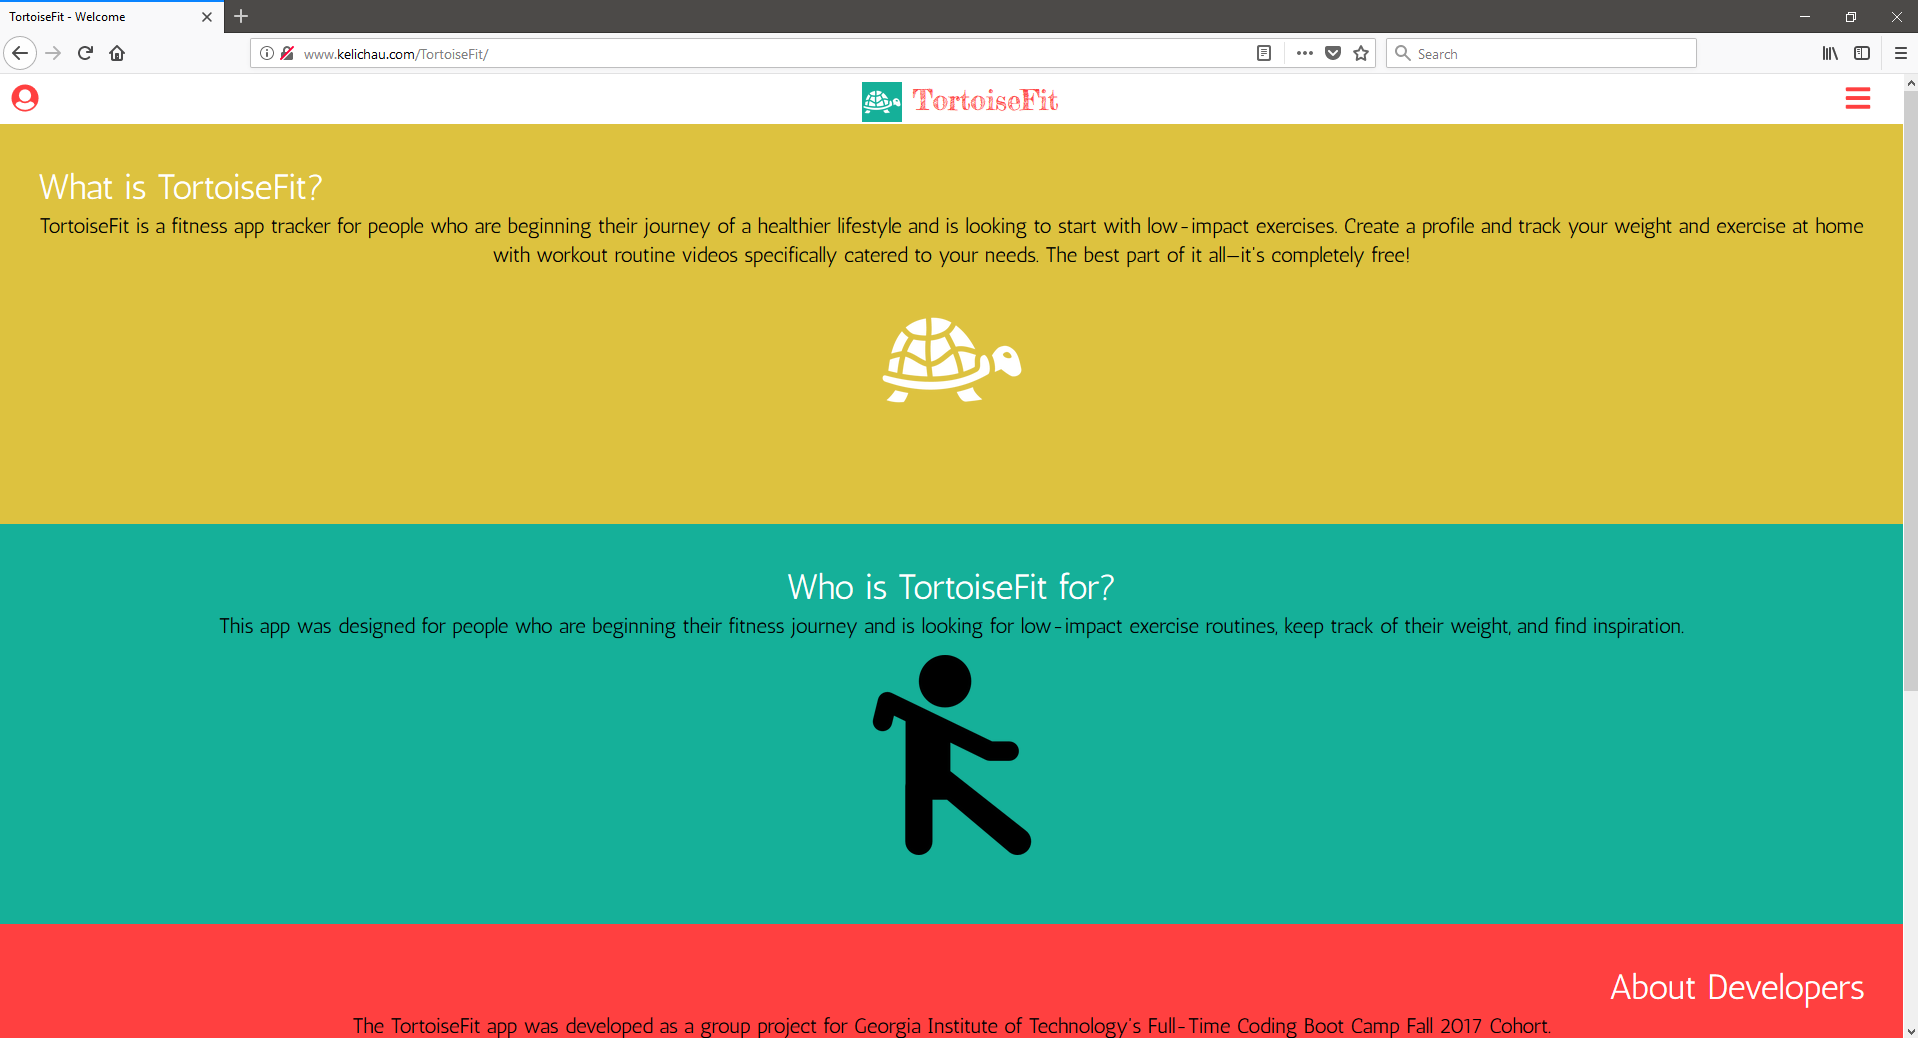 TortoiseFit - Welcome
www.kelichau.com/TortoiseFit/
Search
TortoiseFit
What is TortoiseFit?
TortoiseFit is a fitness app tracker for people who are beginning their journey of a healthier lifestyle and is looking to start with low-impact exercises. Create a profile and track your weight and exercise at home
with workout routine videos specifically catered to your needs. The best part of it all—it's completely free!
Who is TortoiseFit for?
This app was designed for people who are beginning their fitness journey and is looking for low-impact exercise routines, keep track of their weight, and find inspiration.
About Developers
The TortoiseFit app was developed as a group project for Georgia Institute of Technology's Full-Time Coding Boot Camp Fall 2017 Cohort.